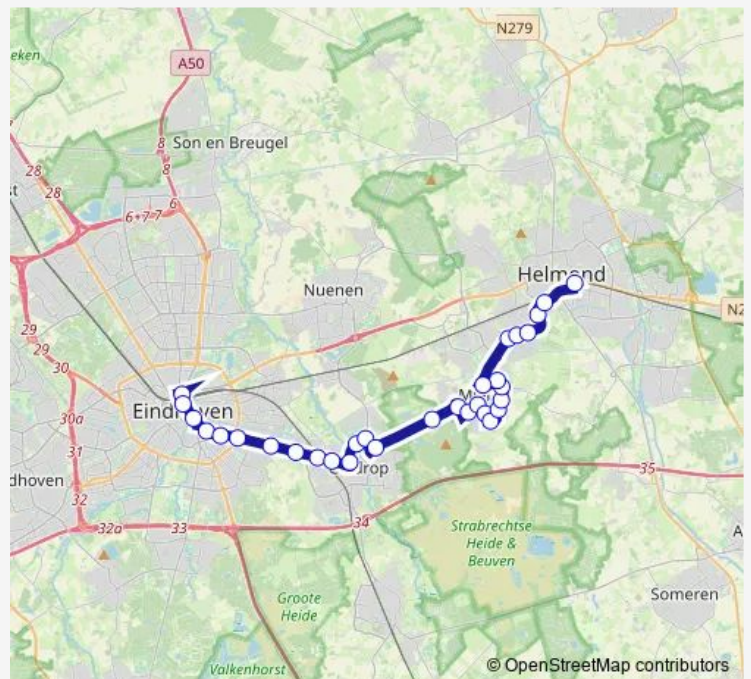 N279
A50
eken
Son en Breugel
8
8
28
28
st
6
6+7 7
Helmond
Nuenen
N2
29
29
30
Eindhoven
30a
31
dhoven
drop
35
32
32a
33
34
Strabrechtse
Heide &
Beuven
A
Groote
Heide
Someren
Valkenhorst
© OpenStreetMap contributors